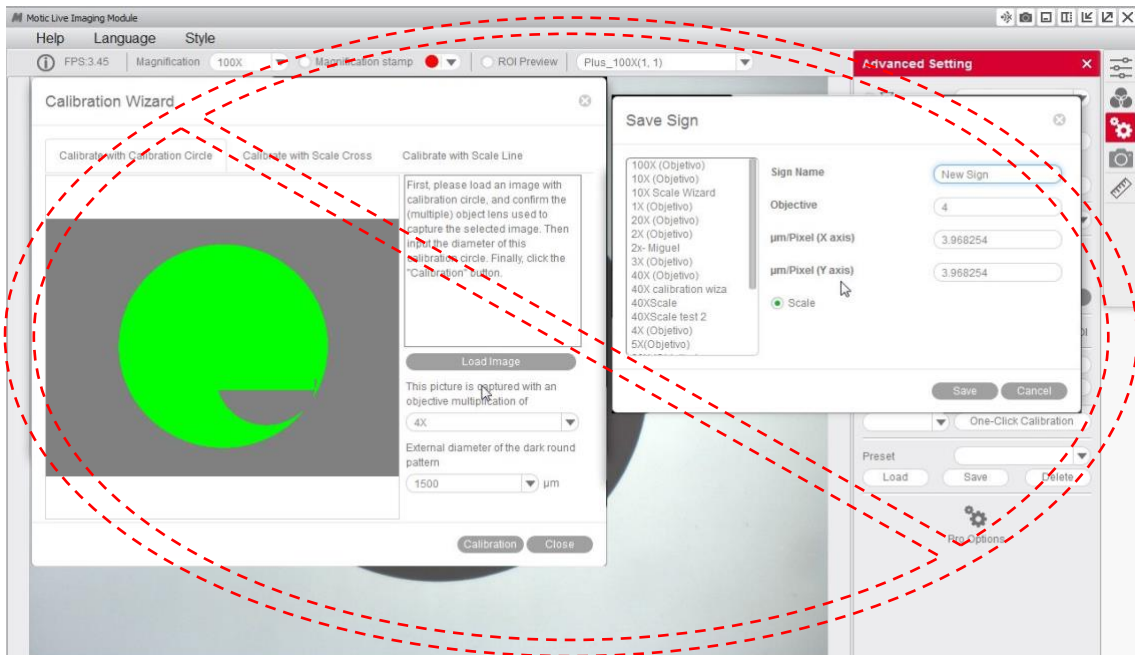 Motic Live Imaging Module
Help Language Style
FPS:3.45 Magnification 100X Magnification stamp ROI Preview Plus_100X(1, 1)
Advanced Setting
Calibration Wizard
Calibrate with Calibration Circle Calibrate with Scale Cross Calibrate with Scale Line
First, please load an image with
calibration circle, and confirm the
(multiple) object lens used to
capture the selected image. Then
input the diameter of this
calibration circle. Finally, click the
"Calibration" button.
Load Image
This picture is captured with an
objective multiplication of
4X
External diameter of the dark round
pattern
1500 µm
Calibration Close
Save Sign
100X (Objetivo)
10X (Objetivo)
10X Scale Wizard
1X (Objetivo)
20X (Objetivo)
2X (Objetivo)
2x- Miguel
3X (Objetivo)
40X (Objetivo)
40X calibration wiza
40XScale
40XScale test 2
4X (Objetivo)
5X(Objetivo)
Sign Name New Sign
Objective 4
µm/Pixel (X axis) 3.968254
µm/Pixel (Y axis) 3.968254
Scale
Save Cancel
One-Click Calibration
Preset
Load Save Delete
Pro Options